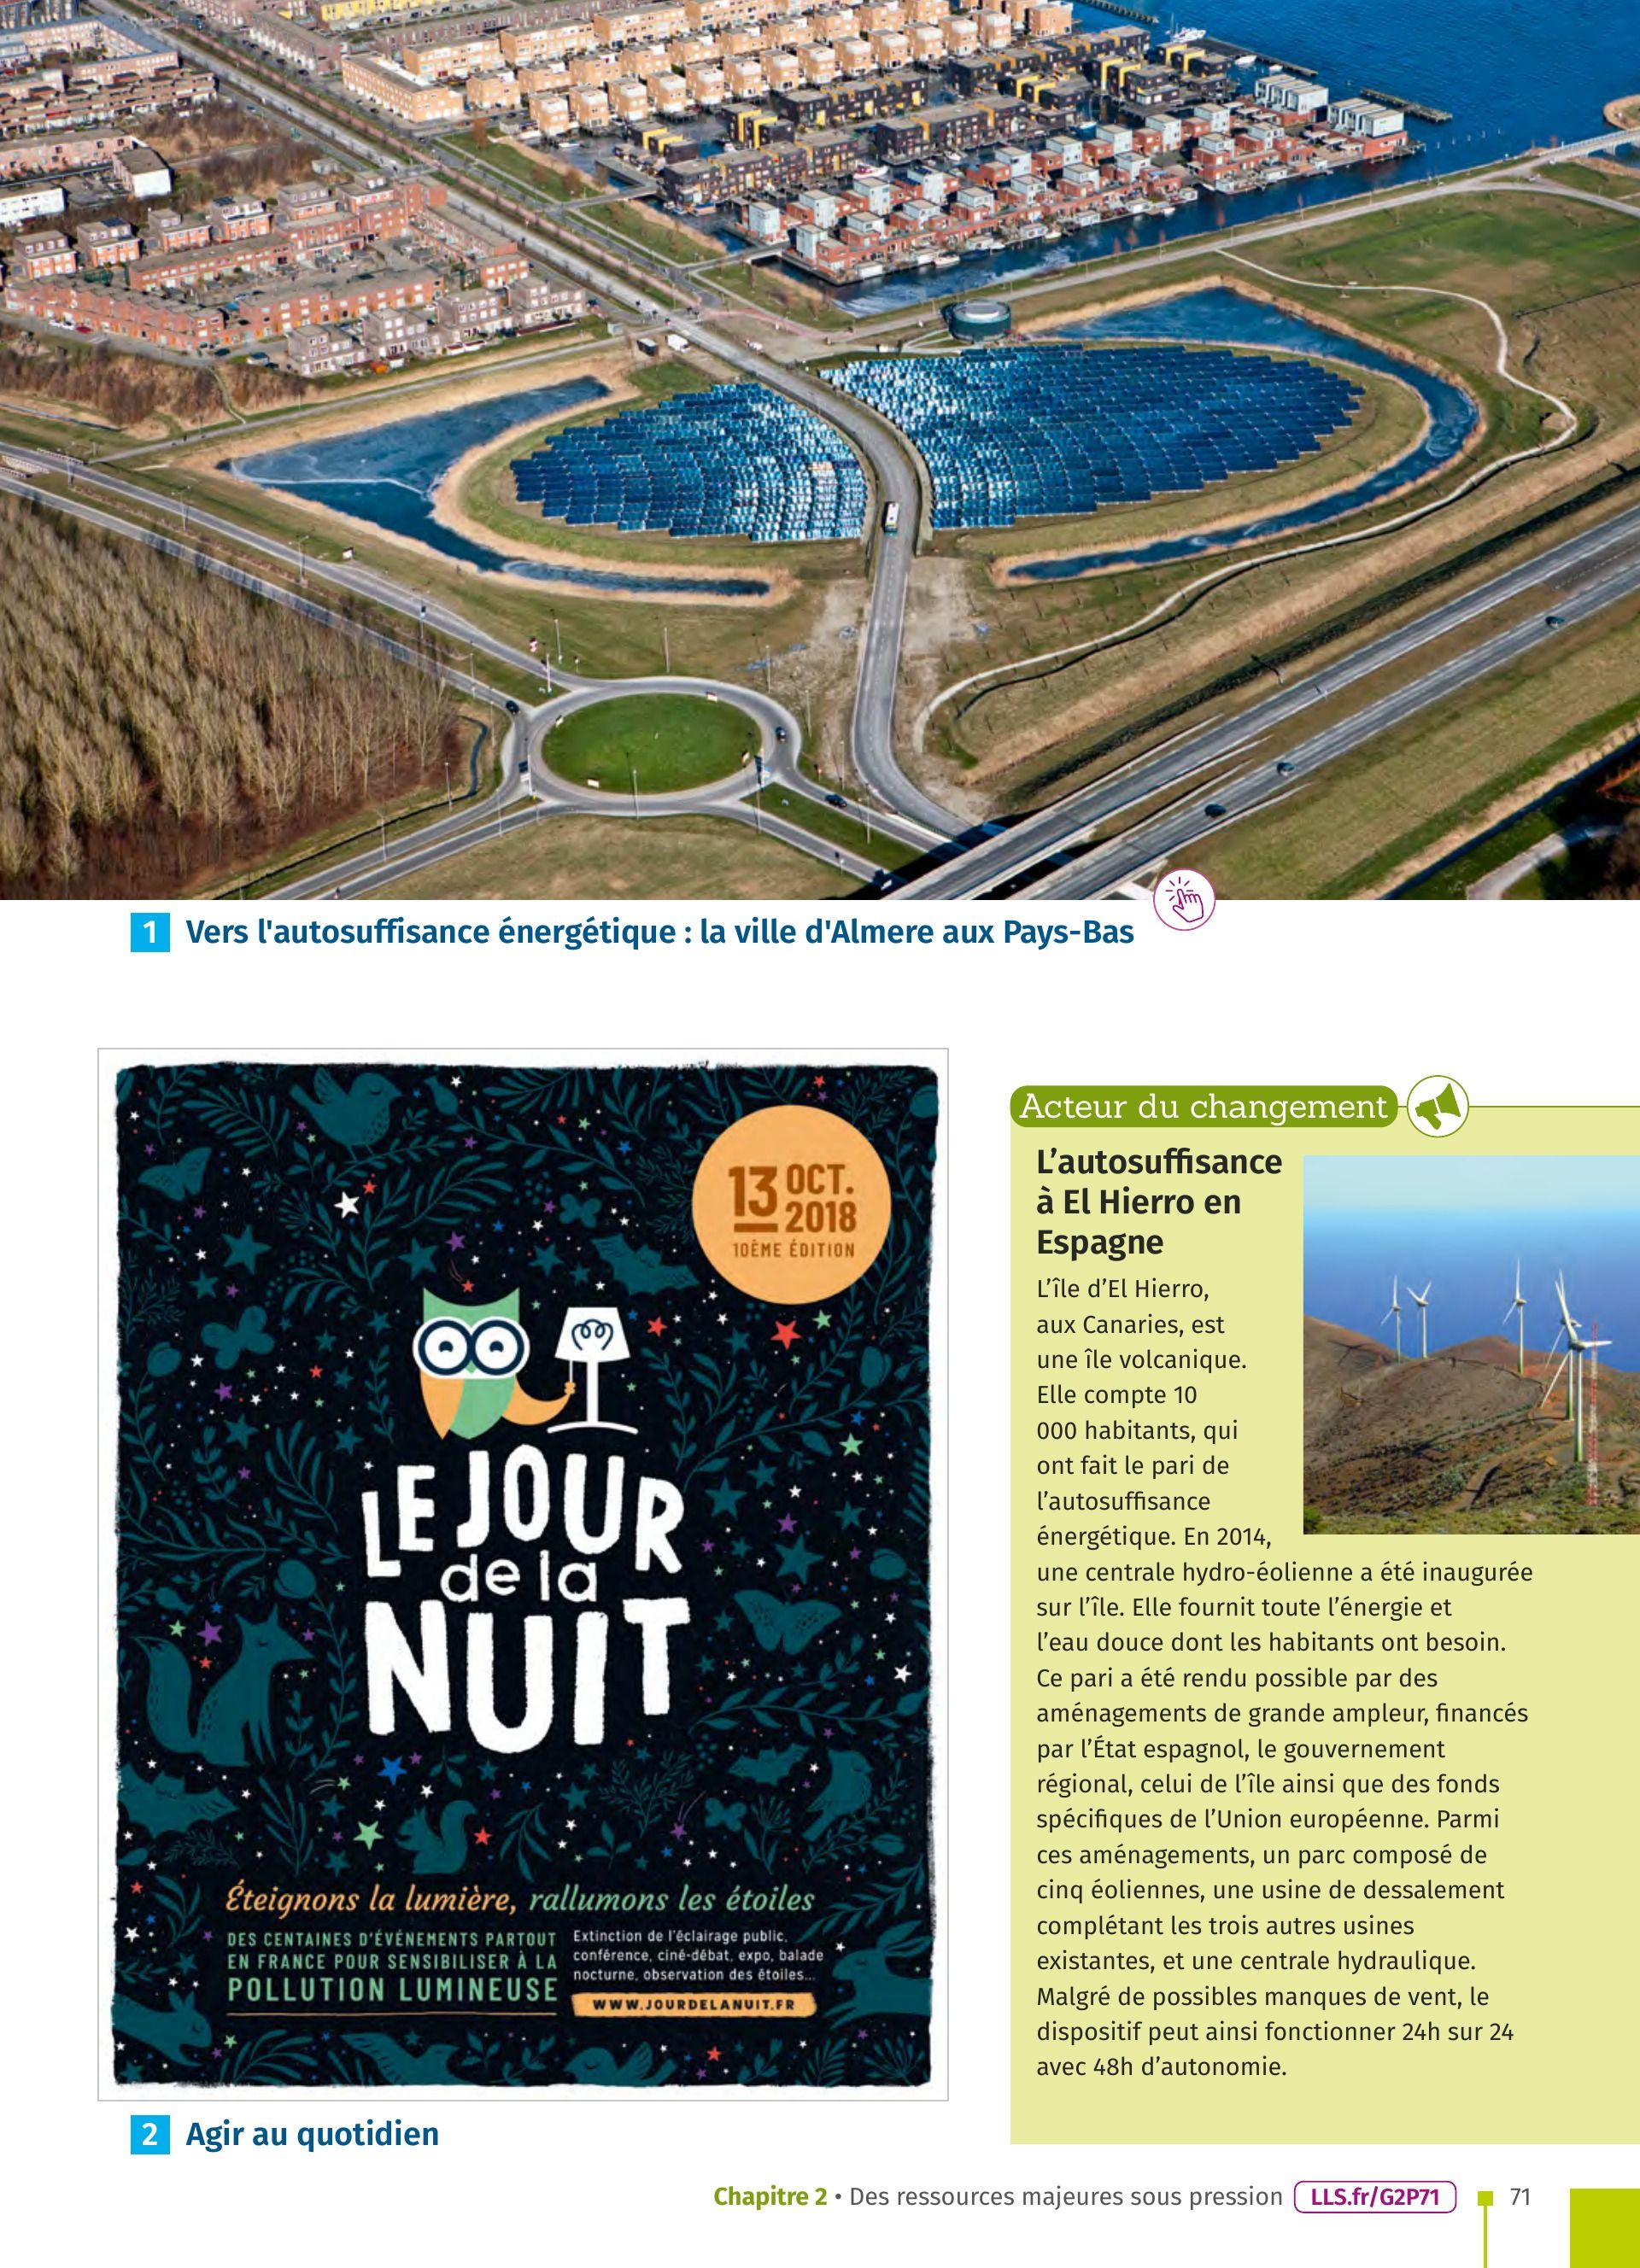 1 Vers l'autosuffisance énergétique : la ville d'Almere aux Pays-Bas
13 OCT.
2018
10ÈME ÉDITION
LE JOUR
de la
NUIT
Éteignons la lumière, rallumons les étoiles
DES CENTAINES D'ÉVÉNEMENTS PARTOUT
EN FRANCE POUR SENSIBILISER À LA
POLLUTION LUMINEUSE
Extinction de l'éclairage public,
conférence, ciné-débat, expo, balade
nocturne, observation des étoiles...
WWW.JOURDELANUIT.FR
2 Agir au quotidien
Acteur du changement
L’autosuffisance
à El Hierro en
Espagne
L’île d’El Hierro,
aux Canaries, est
une île volcanique.
Elle compte 10
000 habitants, qui
ont fait le pari de
l’autosuffisance
énergétique. En 2014,
une centrale hydro-éolienne a été inaugurée
sur l’île. Elle fournit toute l’énergie et
l’eau douce dont les habitants ont besoin.
Ce pari a été rendu possible par des
aménagements de grande ampleur, financés
par l’État espagnol, le gouvernement
régional, celui de l’île ainsi que des fonds
spécifiques de l’Union européenne. Parmi
ces aménagements, un parc composé de
cinq éoliennes, une usine de dessalement
complétant les trois autres usines
existantes, et une centrale hydraulique.
Malgré de possibles manques de vent, le
dispositif peut ainsi fonctionner 24h sur 24
avec 48h d’autonomie.
Chapitre 2 • Des ressources majeures sous pression LLS.fr/G2P71 71